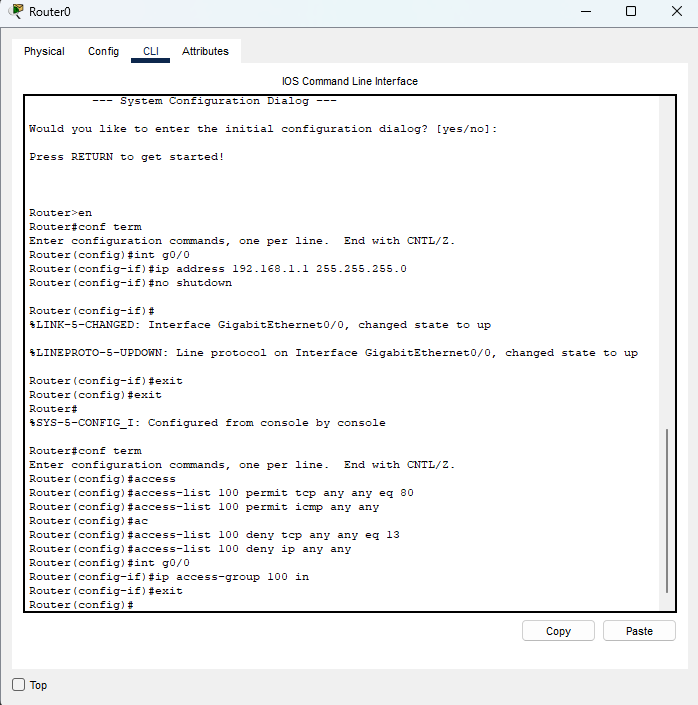 Router0
Physical Config CLI Attributes
IOS Command Line Interface
--- System Configuration Dialog ---
Would you like to enter the initial configuration dialog? [yes/no]:
Press RETURN to get started!
Router>en
Router#conf term
Enter configuration commands, one per line.  End with CNTL/Z.
Router(config)#int g0/0
Router(config-if)#ip address 192.168.1.1 255.255.255.0
Router(config-if)#no shutdown
Router(config-if)#
%LINK-5-CHANGED: Interface GigabitEthernet0/0, changed state to up
%LINEPROTO-5-UPDOWN: Line protocol on Interface GigabitEthernet0/0, changed state to up
Router(config-if)#exit
Router(config)#exit
Router#
%SYS-5-CONFIG_I: Configured from console by console
Router#conf term
Enter configuration commands, one per line.  End with CNTL/Z.
Router(config)#access
Router(config)#access-list 100 permit tcp any any eq 80
Router(config)#access-list 100 permit icmp any any
Router(config)#ac
Router(config)#access-list 100 deny tcp any any eq 13
Router(config)#access-list 100 deny ip any any
Router(config)#int g0/0
Router(config-if)#ip access-group 100 in
Router(config-if)#exit
Router(config)#
Copy Paste
Top